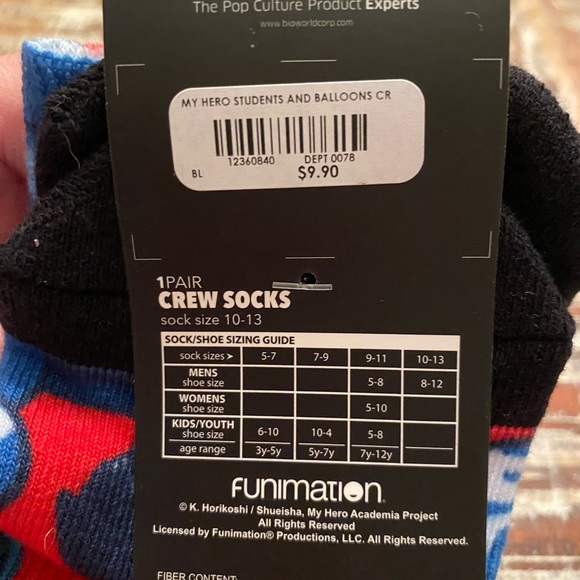 The Pop Culture Product Experts
www.bioworldcorp.com
MY HERO STUDENTS AND BALLOONS CR
12360840 DEPT 0078
BL $9.90
1 PAIR
CREW SOCKS
sock size 10-13
SOCK/SHOE SIZING GUIDE
sock sizes➤ 5-7 7-9 9-11 10-13
MENS
shoe size 5-8 8-12
WOMENS
shoe size 5-10
KIDS/YOUTH
shoe size 6-10 10-4 5-8
age range 3y-5y 5y-7y 7y-12y
FUNIMATION®
© K. Horikoshi / Shueisha, My Hero Academia Project
All Rights Reserved
Licensed by Funimation® Productions, LLC. All Rights Reserved
FIBER CONTENT: